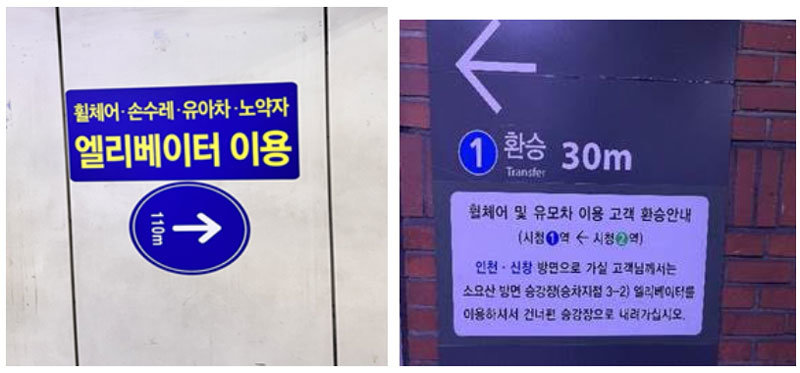 휠체어·손수레·유아차·노약자
엘리베이터 이용
110m
1 환승 30m
Transfer
휠체어 및 유모차 이용 고객 환승안내
(시청1역 ← 시청2역)
인천·신창 방면으로 가실 고객님께서는
소요산 방면 승강장(승차지점 3-2) 엘리베이터를
이용하셔서 건너편 승강장으로 내려가십시오.